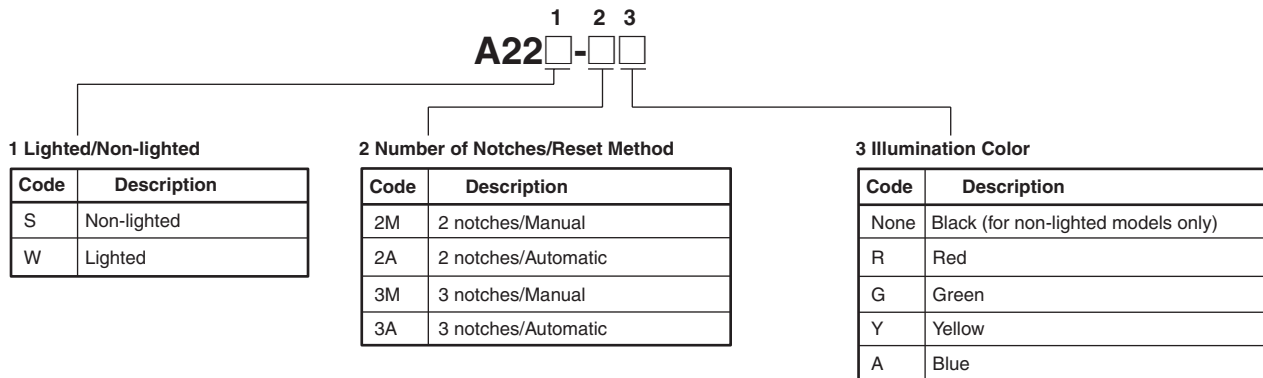 1 2 3
A22□-□□
1 Lighted/Non-lighted
Code Description
S Non-lighted
W Lighted
2 Number of Notches/Reset Method
Code Description
2M 2 notches/Manual
2A 2 notches/Automatic
3M 3 notches/Manual
3A 3 notches/Automatic
3 Illumination Color
Code Description
None Black (for non-lighted models only)
R Red
G Green
Y Yellow
A Blue